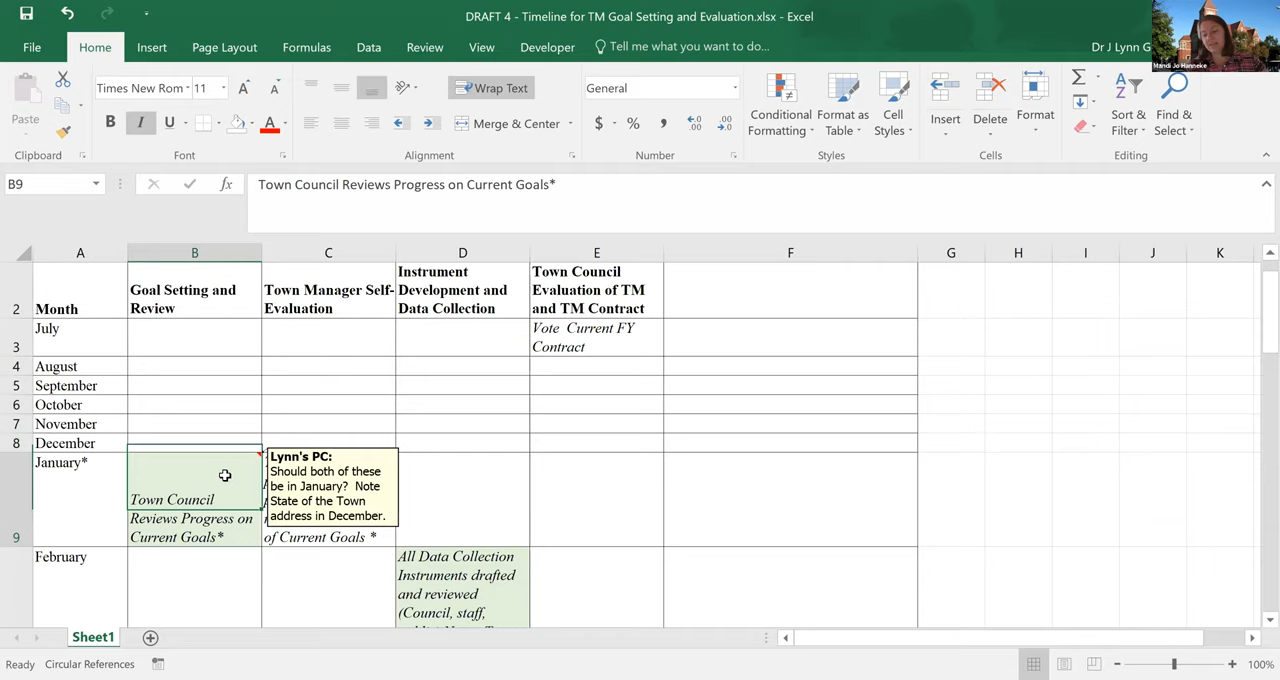 DRAFT 4 - Timeline for TM Goal Setting and Evaluation.xlsx - Excel
Mandi Jo Hanneke
File Home Insert Page Layout Formulas Data Review View Developer Tell me what you want to do... Dr J Lynn G
Paste
Clipboard
Times New Rom 11
B I U
Font
Wrap Text
Merge & Center
Alignment
General
$ % , .0 .00 .00 .0
Number
Conditional Formatting
Format as Table
Cell Styles
Styles
Insert Delete Format
Cells
Sort & Filter
Find & Select
Editing
B9 fx Town Council Reviews Progress on Current Goals*
A B C D E F G H I J K
2 Month
Goal Setting and
Review
Town Manager Self-
Evaluation
Instrument
Development and
Data Collection
Town Council
Evaluation of TM
and TM Contract
3 July
Vote Current FY
Contract
4 August
5 September
6 October
7 November
8 December
9 January*
Town Council
Reviews Progress on
Current Goals*
Lynn's PC:
Should both of these
be in January? Note
State of the Town
address in December.
of Current Goals *
February
All Data Collection
Instruments drafted
and reviewed
(Council, staff,
Sheet1
Ready Circular References 100%